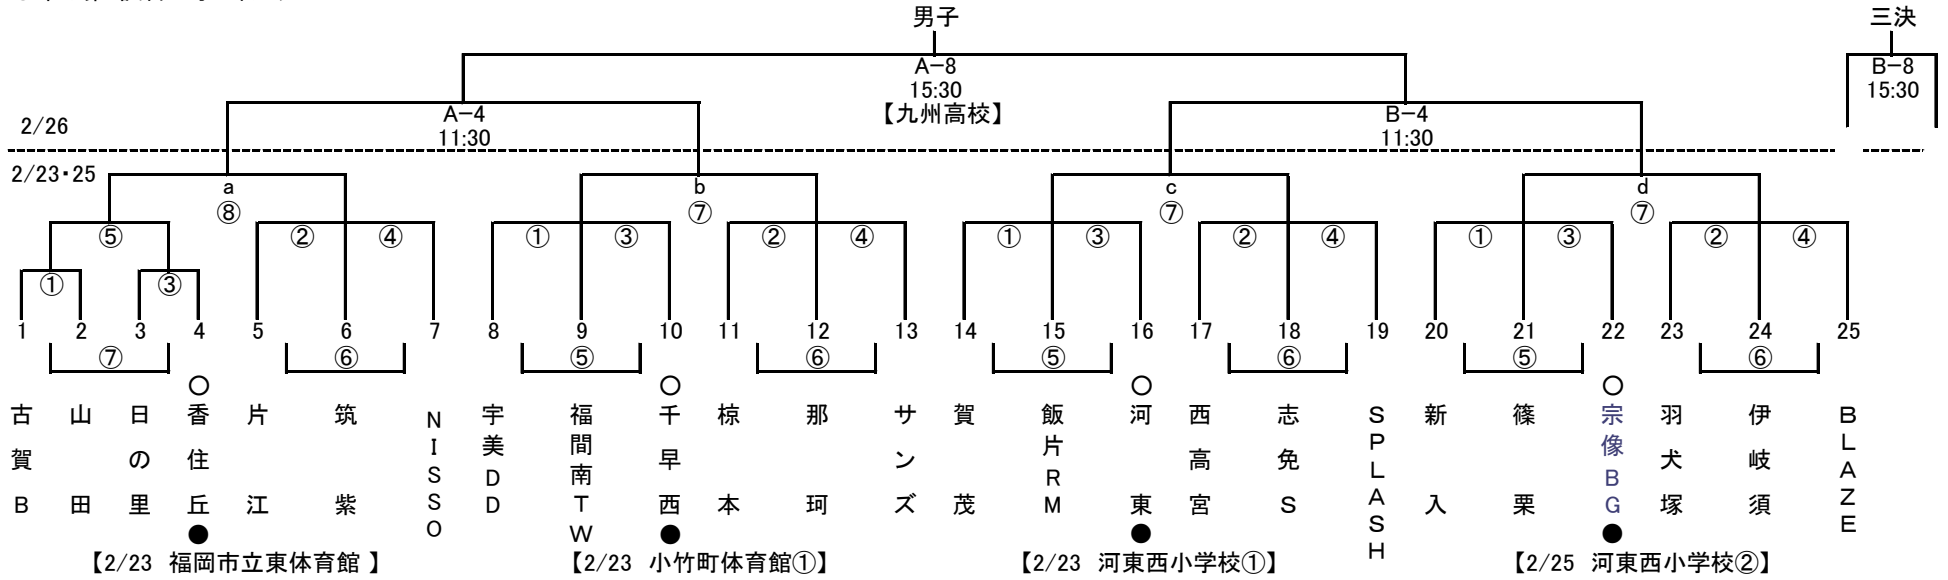 男子
三決
A-8
15:30
【九州高校】
B-8
15:30
A-4
11:30
B-4
11:30
2/26
2/23・25
a
⑧
b
⑦
c
⑦
d
⑦
⑤ ② ④ ① ③ ② ④ ① ③ ② ④ ① ③ ② ④
① ③
1 2 3 4 5 6 7 8 9 10 11 12 13 14 15 16 17 18 19 20 21 22 23 24 25
⑦ ⑥ ⑤ ⑥ ⑤ ⑥ ⑤ ⑥
○ ○ ○ ○
古賀B
山田
日の里
香住丘
片江
筑紫
NISSO
宇美DD
福間南TW
千早西
椋本
那珂
サンズ
賀茂
飯片RM
河東
西高宮
志免S
SPLASH
新入
篠栗
宗像BG
羽犬塚
伊岐須
BLAZE
● ● ● ●
【2/23 福岡市立東体育館 】
【2/23 小竹町体育館①】
【2/23 河東西小学校①】
【2/25 河東西小学校②】